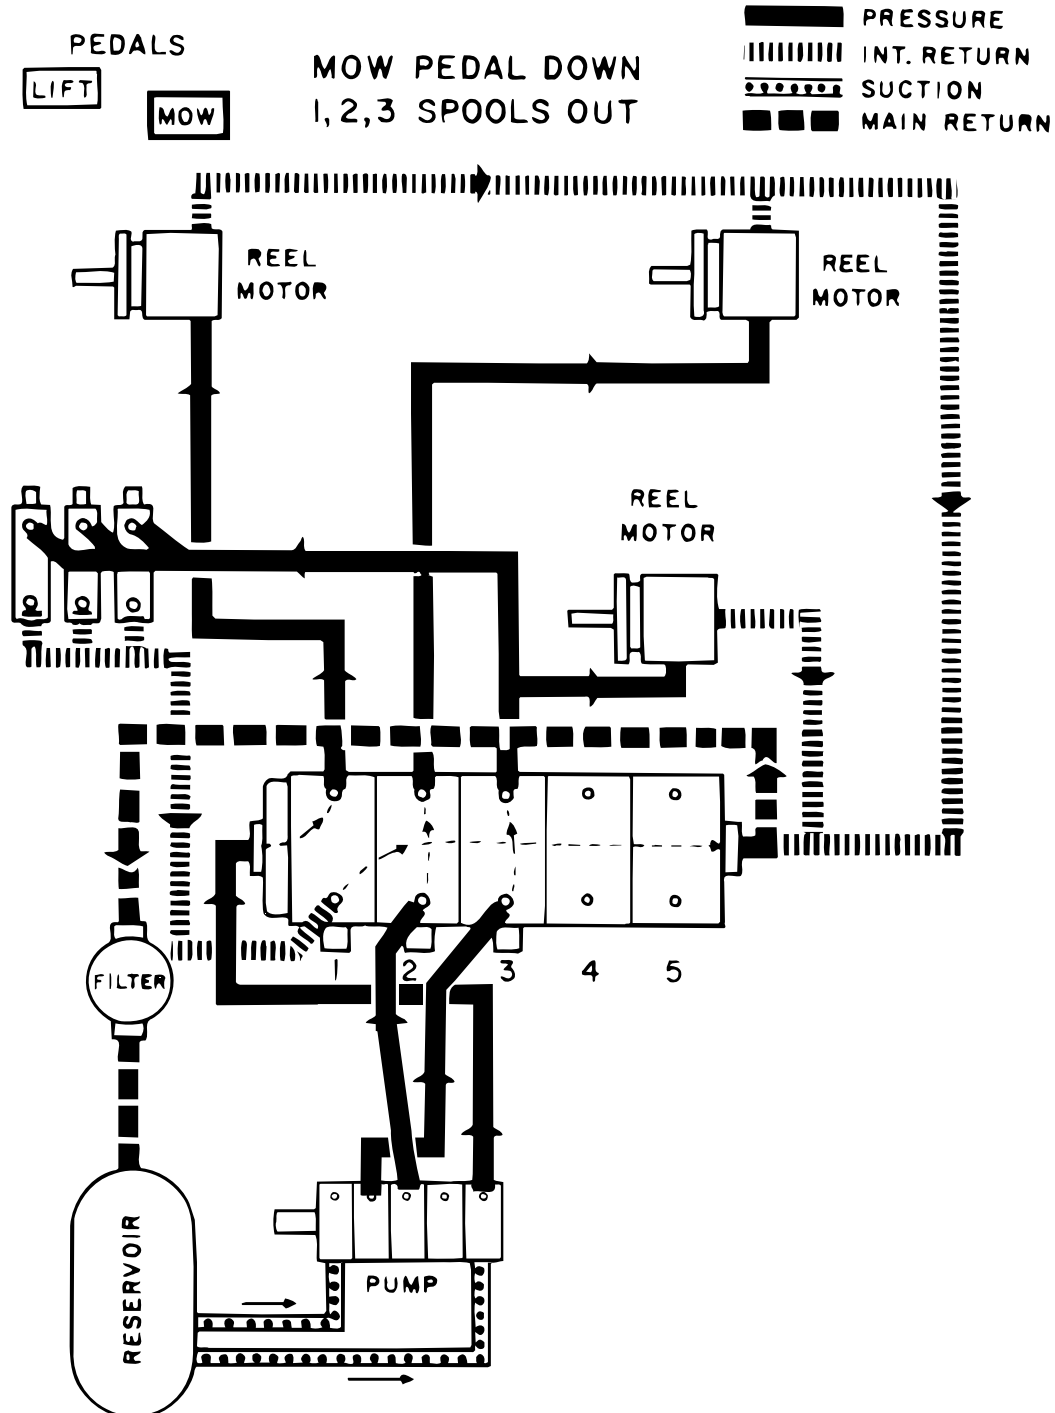 PEDALS
LIFT
MOW
MOW PEDAL DOWN
1, 2, 3 SPOOLS OUT
PRESSURE
INT. RETURN
SUCTION
MAIN RETURN
REEL
MOTOR
REEL
MOTOR
REEL
MOTOR
1 2 3 4 5
FILTER
RESERVOIR
PUMP